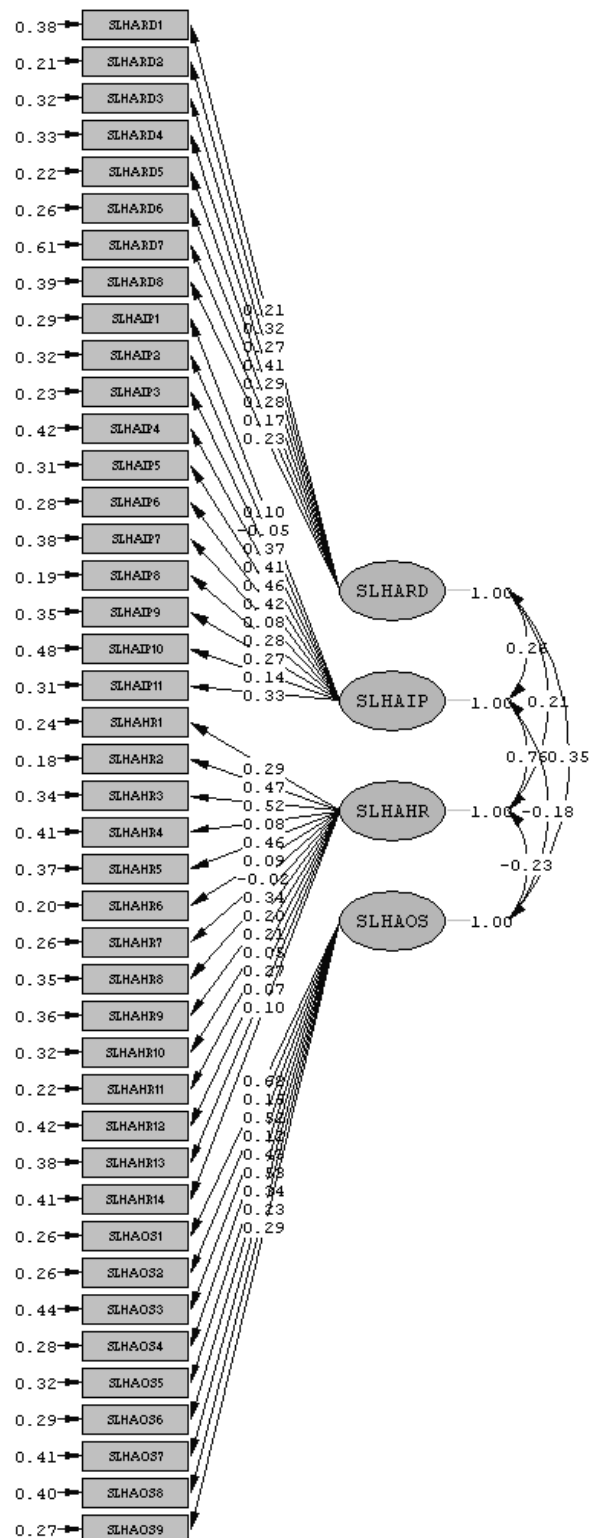 0.38 SLHARD1
0.21 SLHARD2
0.32 SLHARD3
0.33 SLHARD4
0.22 SLHARD5
0.26 SLHARD6
0.61 SLHARD7
0.39 SLHARD8
0.29 SLHAIP1
0.32 SLHAIP2
0.23 SLHAIP3
0.42 SLHAIP4
0.31 SLHAIP5
0.28 SLHAIP6
0.38 SLHAIP7
0.19 SLHAIP8
0.35 SLHAIP9
0.48 SLHAIP10
0.31 SLHAIP11
0.24 SLHAHR1
0.18 SLHAHR2
0.34 SLHAHR3
0.41 SLHAHR4
0.37 SLHAHR5
0.20 SLHAHR6
0.26 SLHAHR7
0.35 SLHAHR8
0.36 SLHAHR9
0.32 SLHAHR10
0.22 SLHAHR11
0.42 SLHAHR12
0.38 SLHAHR13
0.41 SLHAHR14
0.26 SLHAOS1
0.26 SLHAOS2
0.44 SLHAOS3
0.28 SLHAOS4
0.32 SLHAOS5
0.29 SLHAOS6
0.41 SLHAOS7
0.40 SLHAOS8
0.27 SLHAOS9
0.21
0.32
0.27
0.41
0.29
0.28
0.17
0.23
0.10
-0.05
0.37
0.41
0.46
0.42
0.08
0.28
0.27
0.14
0.33
0.29
0.47
0.52
0.08
0.46
0.09
-0.02
0.34
0.20
0.21
0.05
0.27
0.07
0.10
0.62
0.52
0.34
0.23
0.29
SLHARD 1.00
SLHAIP 1.00
SLHAHR 1.00
SLHAOS 1.00
0.21
0.76
0.35
-0.18
-0.23